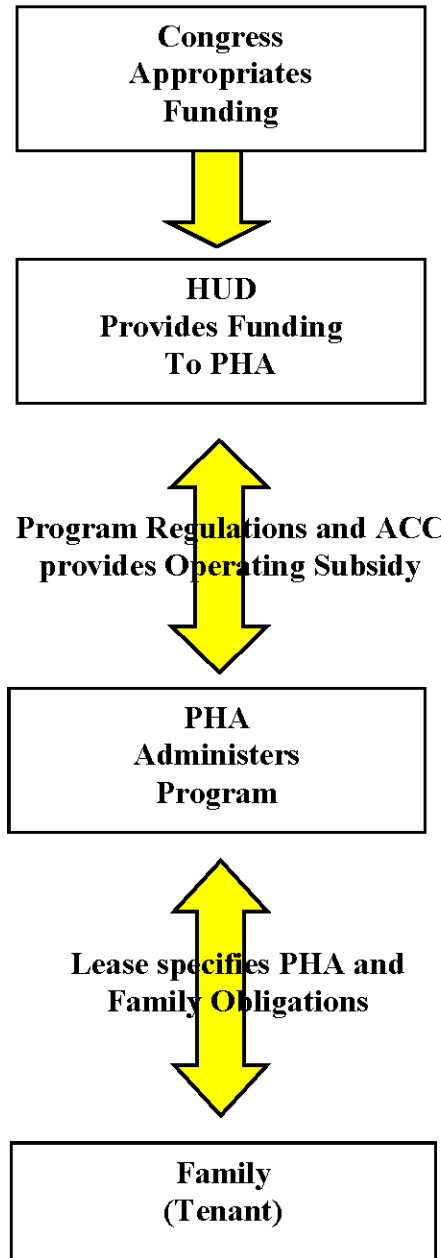 Congress
Appropriates
Funding
HUD
Provides Funding
To PHA
Program Regulations and ACC
provides Operating Subsidy
PHA
Administers
Program
Lease specifies PHA and
Family Obligations
Family
(Tenant)